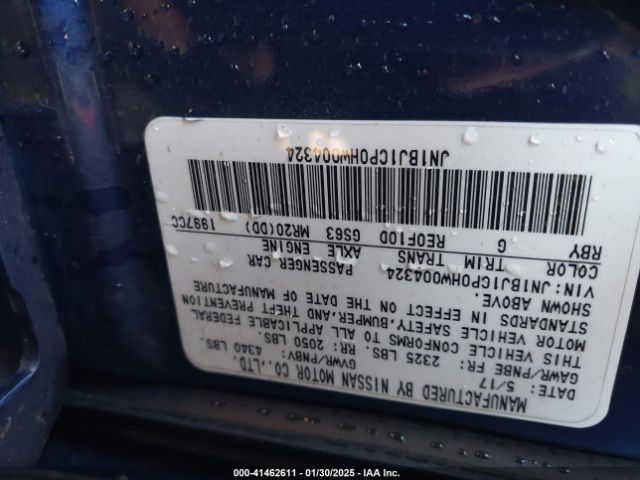 MANUFACTURED BY NISSAN MOTOR CO.,LTD.
DATE: 5/17 GVWR/PNBV: 4340 LBS.
GAWR/PNBE FR: 2325 LBS. RR: 2050 LBS.
THIS VEHICLE CONFORMS TO ALL APPLICABLE FEDERAL
MOTOR VEHICLE SAFETY,BUMPER,AND THEFT PREVENTION
STANDARDS IN EFFECT ON THE DATE OF MANUFACTURE
SHOWN ABOVE.
VIN:JN1BJ1CP0HW004324 PASSENGER CAR
COLOR TRIM TRANS AXLE ENGINE
RBY G RE0F10D GS63 MR20(DD) 1997CC
JN1BJ1CP0HW004324
000-41462611 - 01/30/2025 - IAA Inc.